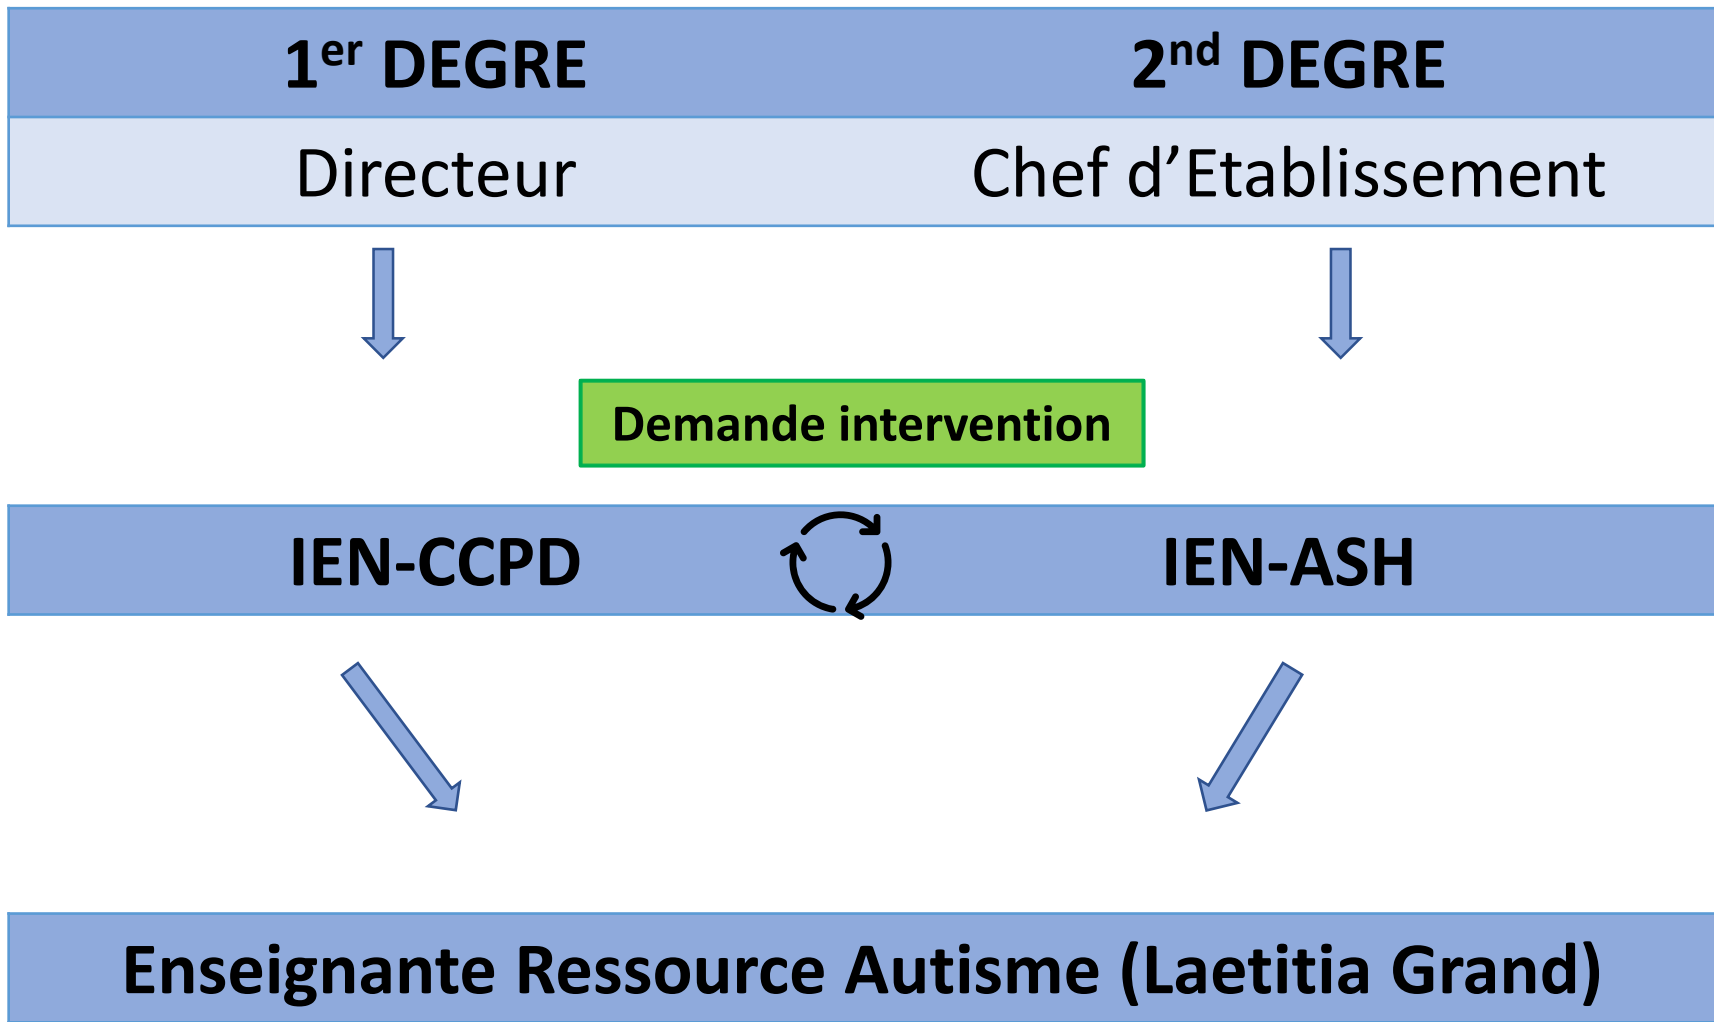 1er DEGRE
2nd DEGRE
Directeur
Chef d’Etablissement
Demande intervention
IEN-CCPD
IEN-ASH
Enseignante Ressource Autisme (Laetitia Grand)